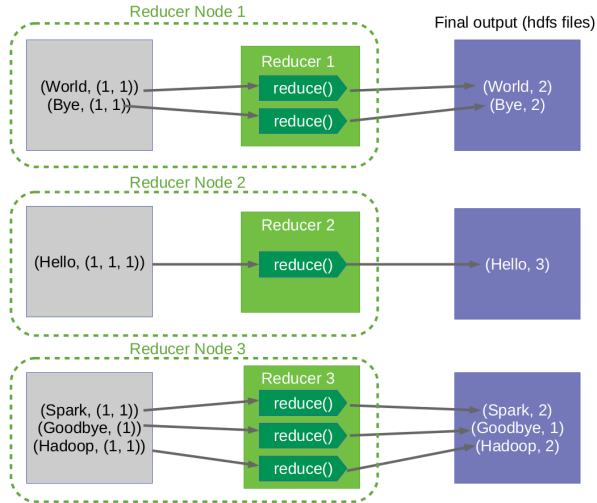 Reducer Node 1
Final output (hdfs files)
Reducer 1
(World, (1, 1))
(Bye, (1, 1))
reduce()
reduce()
(World, 2)
(Bye, 2)
Reducer Node 2
Reducer 2
(Hello, (1, 1, 1))
reduce()
(Hello, 3)
Reducer Node 3
Reducer 3
(Spark, (1, 1))
(Goodbye, (1))
(Hadoop, (1, 1))
reduce()
reduce()
reduce()
(Spark, 2)
(Goodbye, 1)
(Hadoop, 2)